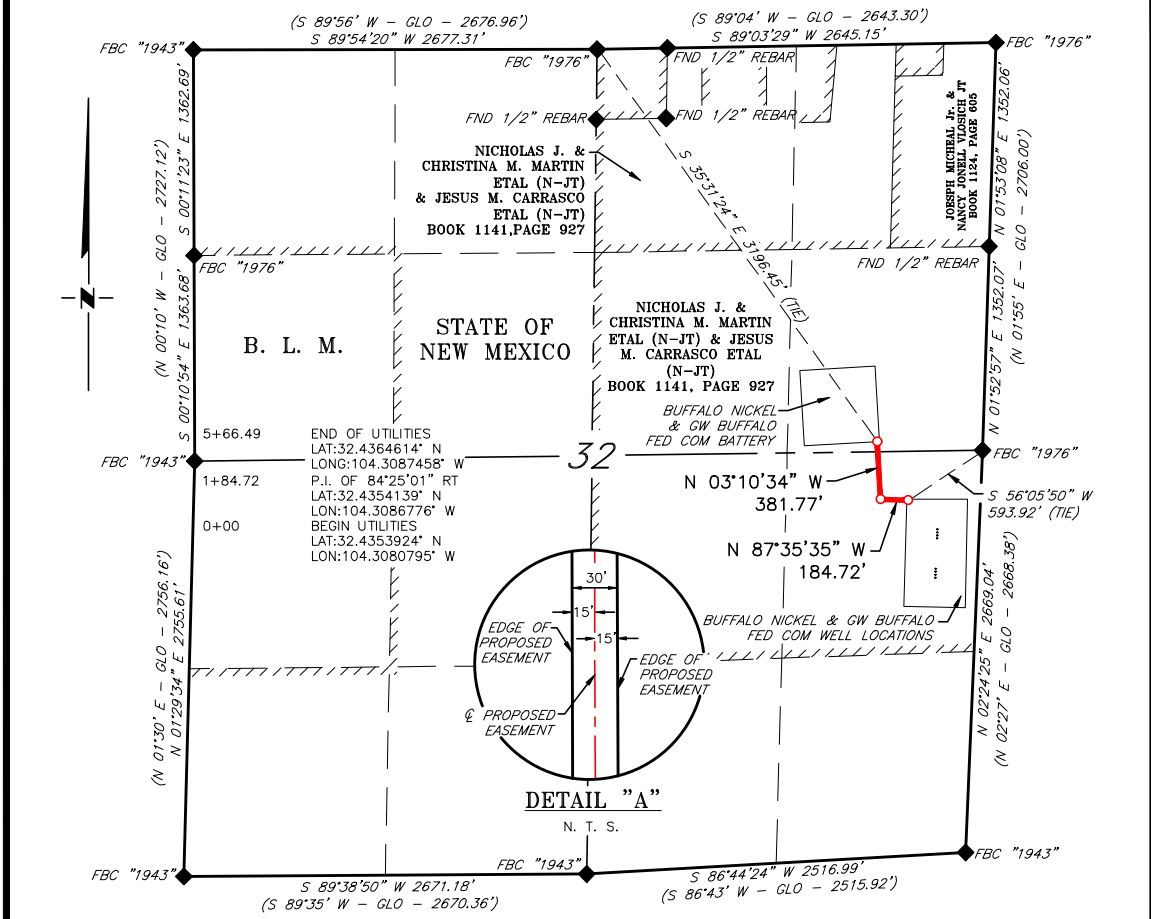 (S 89°56' W - GLO - 2676.96')
S 89°54'20" W 2677.31'
(S 89°04' W - GLO - 2643.30')
S 89°03'29" W 2645.15'
FBC "1943"
FBC "1976"
FND 1/2" REBAR
FBC "1976"
FND 1/2" REBAR
FND 1/2" REBAR
S 00°11'23" E 1362.69'
(N 00°10' W - GLO - 2727.12')
S 00°10'54" E 1363.68'
NICHOLAS J. &
CHRISTINA M. MARTIN
ETAL (N-JT)
& JESUS M. CARRASCO
ETAL (N-JT)
BOOK 1141,PAGE 927
S 35°31'24" E 3196.45' (TIE)
JOESPH MICHEAL Jr. &
NANCY JONELL VLOSICH JT
BOOK 1124, PAGE 605
N 01°53'08" E 1352.06'
(N 01°55' E - GLO - 2706.00')
N 01°52'57" E 1352.07'
FBC "1976"
FND 1/2" REBAR
N
B. L. M.
STATE OF
NEW MEXICO
NICHOLAS J. &
CHRISTINA M. MARTIN
ETAL (N-JT) & JESUS
M. CARRASCO ETAL
(N-JT)
BOOK 1141, PAGE 927
BUFFALO NICKEL
& GW BUFFALO
FED COM BATTERY
5+66.49
END OF UTILITIES
LAT:32.4364614° N
LONG:104.3087458° W
FBC "1943"
32
FBC "1976"
1+84.72
P.I. OF 84°25'01" RT
LAT:32.4354139° N
LON:104.3086776° W
0+00
BEGIN UTILITIES
LAT:32.4353924° N
LON:104.3080795° W
N 03°10'34" W
381.77'
S 56°05'50" W
593.92' (TIE)
N 87°35'35" W
184.72'
BUFFALO NICKEL & GW BUFFALO
FED COM WELL LOCATIONS
(N 01°30' E - GLO - 2756.16')
N 01°29'34" E 2755.61'
30'
15'
15'
EDGE OF
PROPOSED
EASEMENT
EDGE OF
PROPOSED
EASEMENT
℄ PROPOSED
EASEMENT
N 02°24'25" E 2669.04'
(N 02°27' E - GLO - 2668.38')
DETAIL "A"
N. T. S.
FBC "1943"
FBC "1943"
FBC "1943"
S 89°38'50" W 2671.18'
(S 89°35' W - GLO - 2670.36')
S 86°44'24" W 2516.99'
(S 86°43' W - GLO - 2515.92')